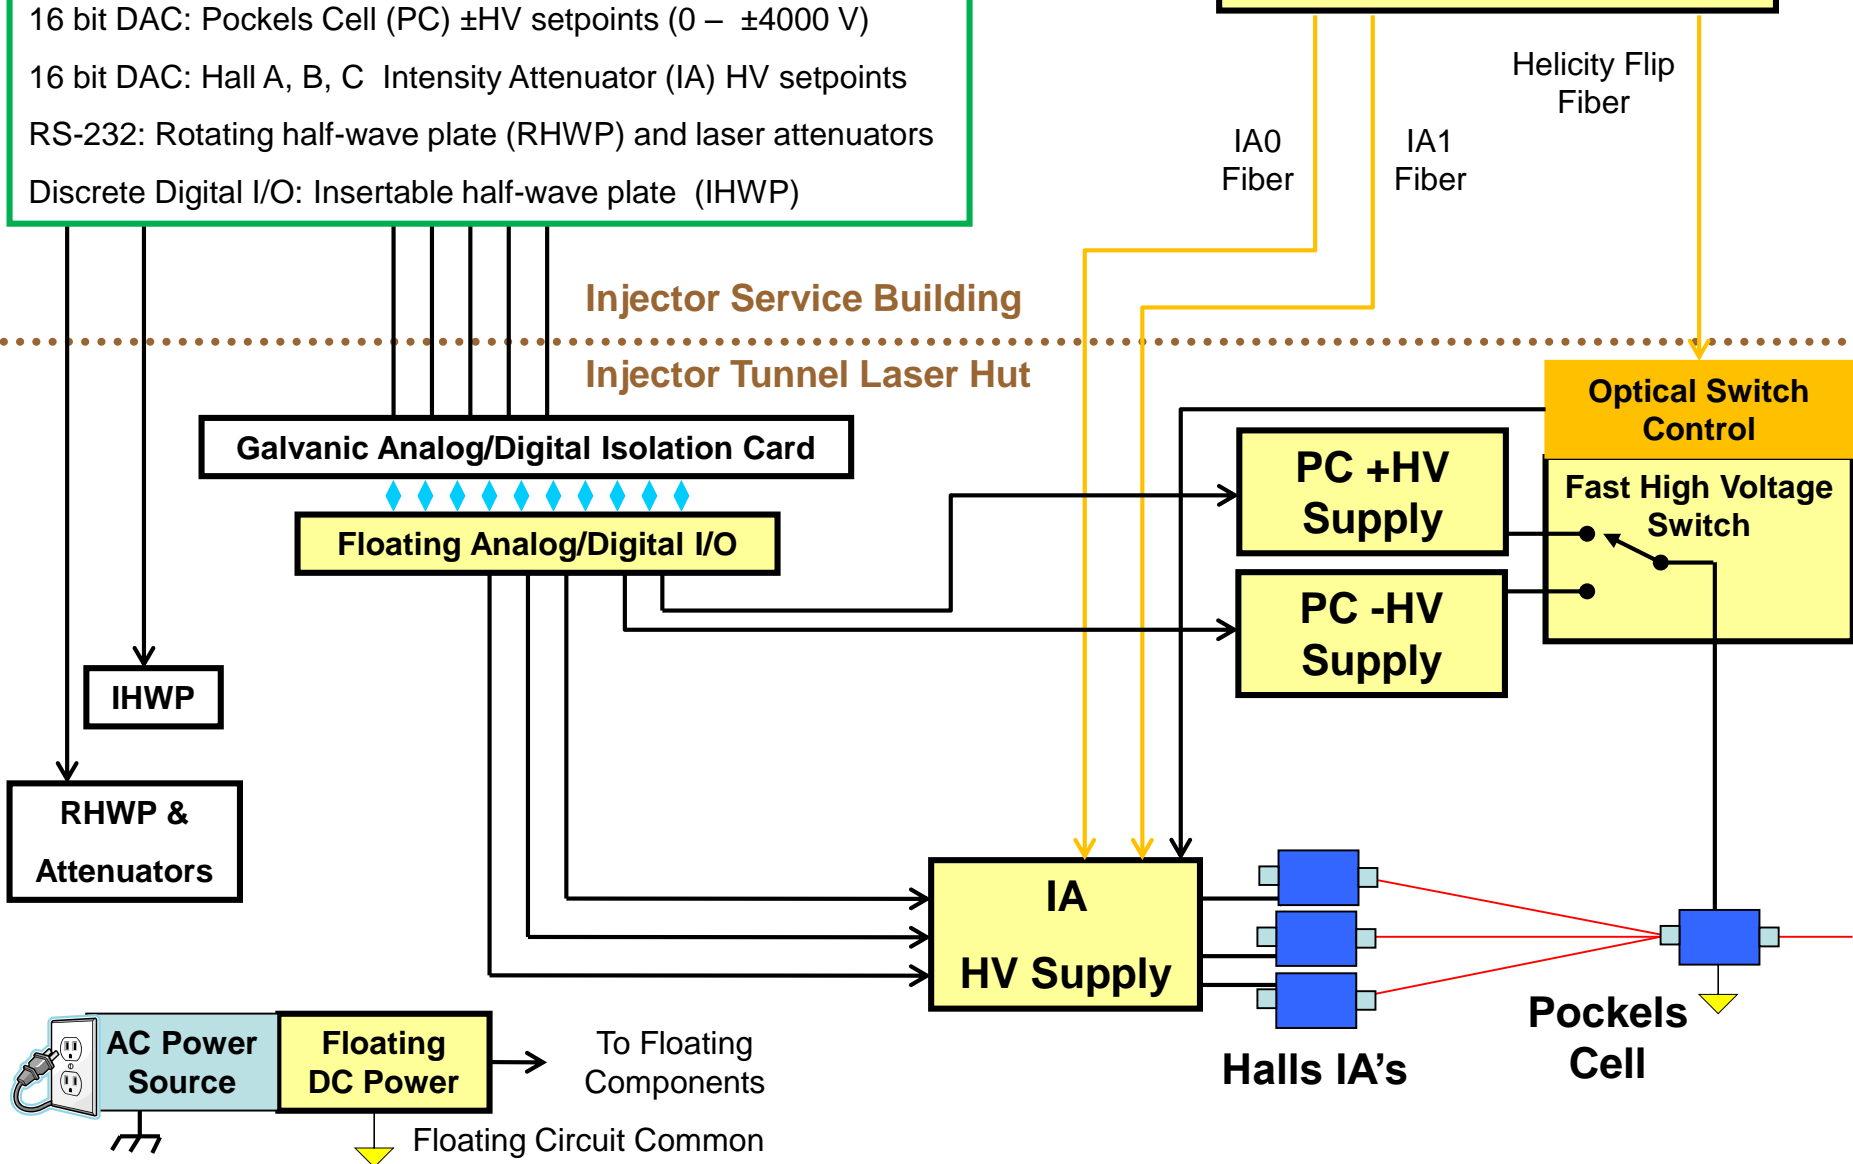 16 bit DAC: Pockels Cell (PC) ±HV setpoints (0 – ±4000 V)
16 bit DAC: Hall A, B, C Intensity Attenuator (IA) HV setpoints
RS-232: Rotating half-wave plate (RHWP) and laser attenuators
Discrete Digital I/O: Insertable half-wave plate (IHWP)
Helicity Flip
Fiber
IA0
Fiber
IA1
Fiber
Injector Service Building
Injector Tunnel Laser Hut
Optical Switch
Control
Galvanic Analog/Digital Isolation Card
PC +HV
Supply
Fast High Voltage
Switch
Floating Analog/Digital I/O
PC -HV
Supply
IHWP
RHWP &
Attenuators
IA
HV Supply
Pockels
Cell
Halls IA's
AC Power
Source
Floating
DC Power
To Floating
Components
Floating Circuit Common